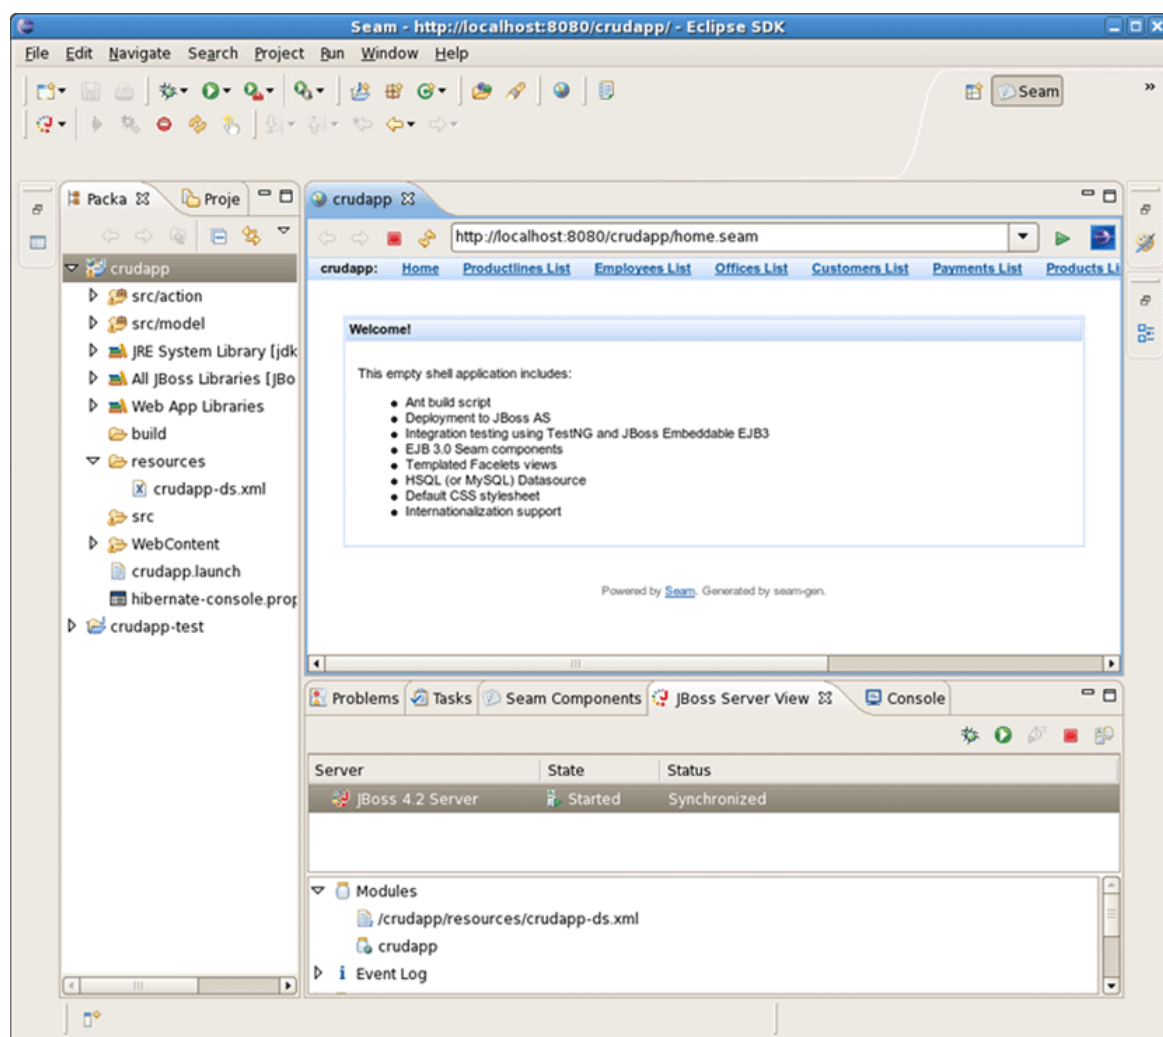 Seam - http://localhost:8080/crudapp/ - Eclipse SDK
File Edit Navigate Search Project Run Window Help
Seam
Packa
Proje
crudapp
src/action
src/model
JRE System Library [jdk
All JBoss Libraries [JBo
Web App Libraries
build
resources
crudapp-ds.xml
src
WebContent
crudapp.launch
hibernate-console.prop
crudapp-test
crudapp
http://localhost:8080/crudapp/home.seam
crudapp: Home Productlines List Employees List Offices List Customers List Payments List Products Li
Welcome!
This empty shell application includes:
Ant build script
Deployment to JBoss AS
Integration testing using TestNG and JBoss Embeddable EJB3
EJB 3.0 Seam components
Templated Facelets views
HSQL (or MySQL) Datasource
Default CSS stylesheet
Internationalization support
Powered by Seam. Generated by seam-gen.
Problems Tasks Seam Components JBoss Server View Console
Server State Status
JBoss 4.2 Server Started Synchronized
Modules
/crudapp/resources/crudapp-ds.xml
crudapp
Event Log